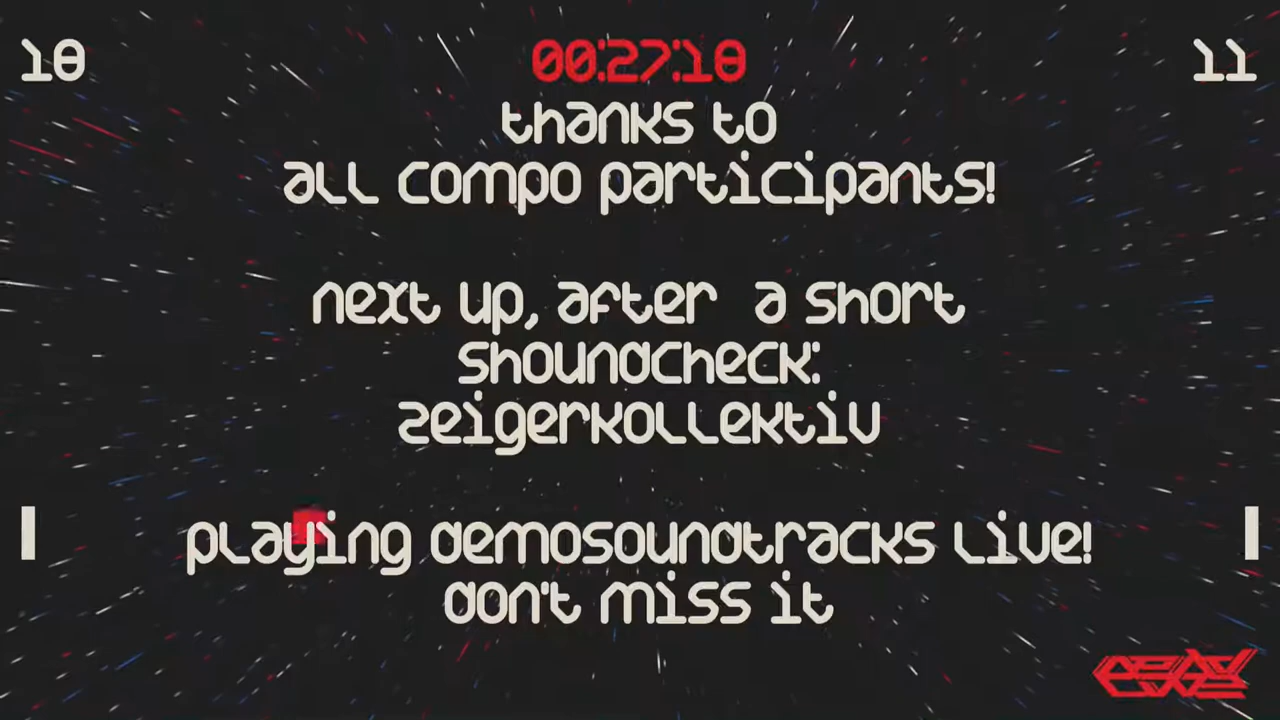 10 00:27:10 11
thanks to
all compo participants!
next up, after a short
shoundcheck:
zeigerkollektiv
playing demosoundtracks live!
don't miss it